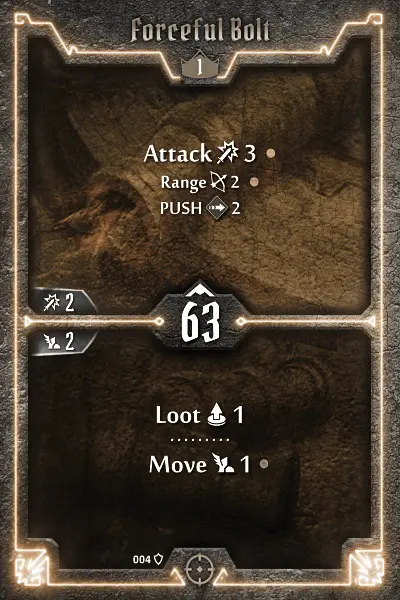 Forceful Bolt
1
Attack 3
Range 2
PUSH 2
2
63
2
Loot 1
Move 1
004